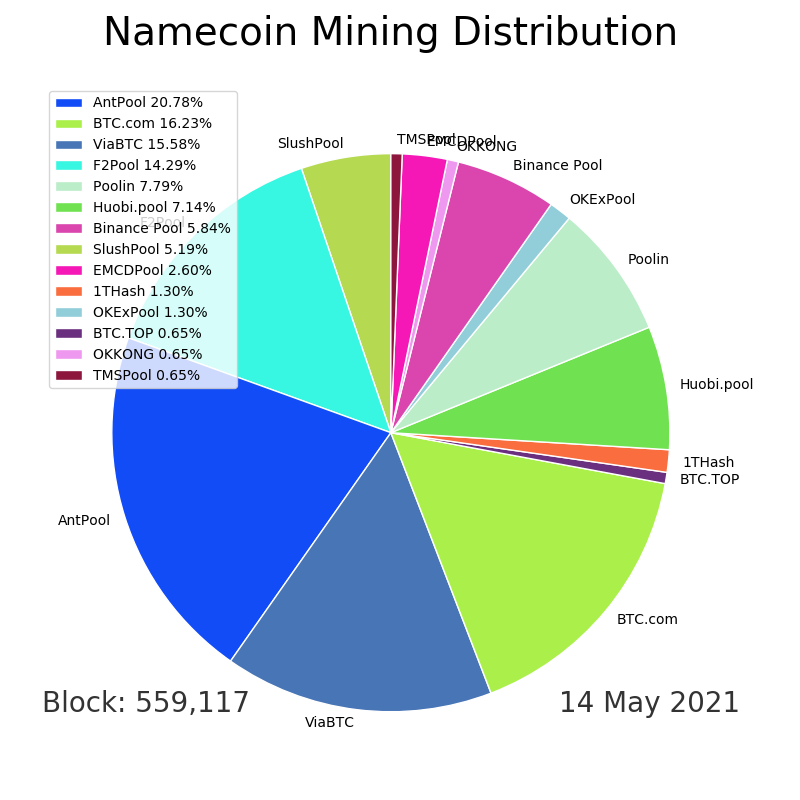 Namecoin Mining Distribution
AntPool 20.78%
BTC.com 16.23%
ViaBTC 15.58%
F2Pool 14.29%
Poolin 7.79%
Huobi.pool 7.14%
Binance Pool 5.84%
SlushPool 5.19%
EMCDPool 2.60%
1THash 1.30%
OKExPool 1.30%
BTC.TOP 0.65%
OKKONG 0.65%
TMSPool 0.65%
SlushPool
TMSPool
EMCDPool
OKKONG
Binance Pool
OKExPool
Poolin
Huobi.pool
1THash
BTC.TOP
BTC.com
ViaBTC
AntPool
F2Pool
Block: 559,117
14 May 2021